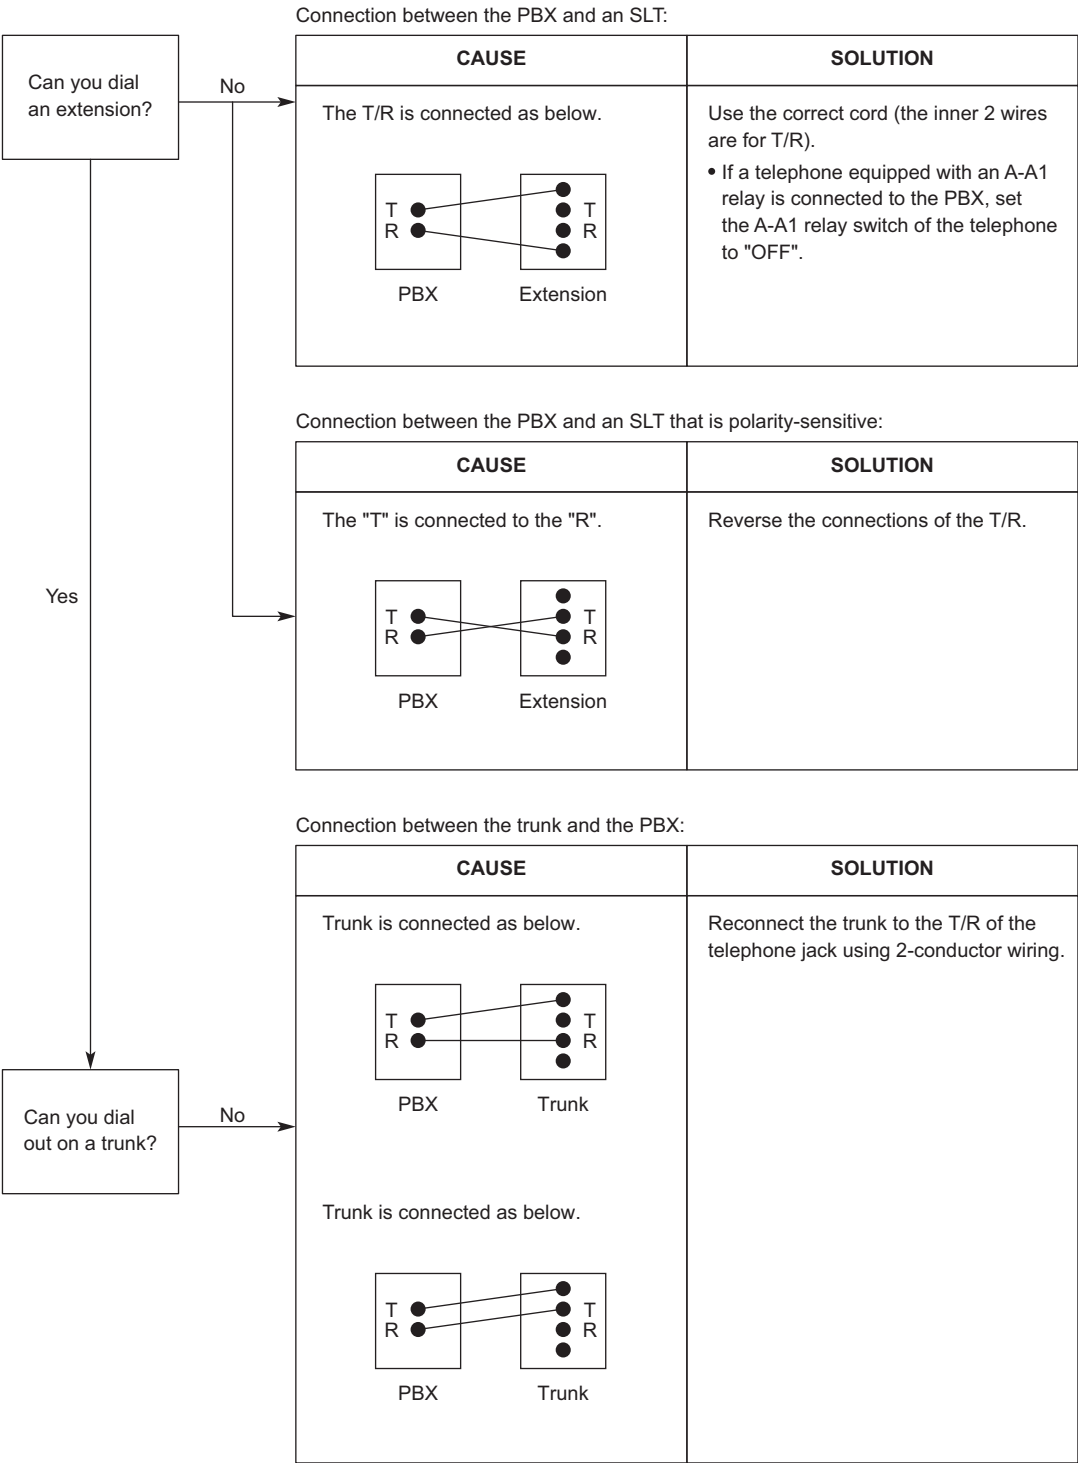 Connection between the PBX and an SLT:
Can you dial
an extension?
No
CAUSE
SOLUTION
The T/R is connected as below.
T
R
T
R
PBX
Extension
Use the correct cord (the inner 2 wires
are for T/R).
• If a telephone equipped with an A-A1
relay is connected to the PBX, set
the A-A1 relay switch of the telephone
to "OFF".
Connection between the PBX and an SLT that is polarity-sensitive:
CAUSE
SOLUTION
The "T" is connected to the "R".
T
R
T
R
PBX
Extension
Reverse the connections of the T/R.
Yes
Connection between the trunk and the PBX:
Can you dial
out on a trunk?
No
CAUSE
SOLUTION
Trunk is connected as below.
T
R
T
R
PBX
Trunk
Trunk is connected as below.
T
R
T
R
PBX
Trunk
Reconnect the trunk to the T/R of the
telephone jack using 2-conductor wiring.